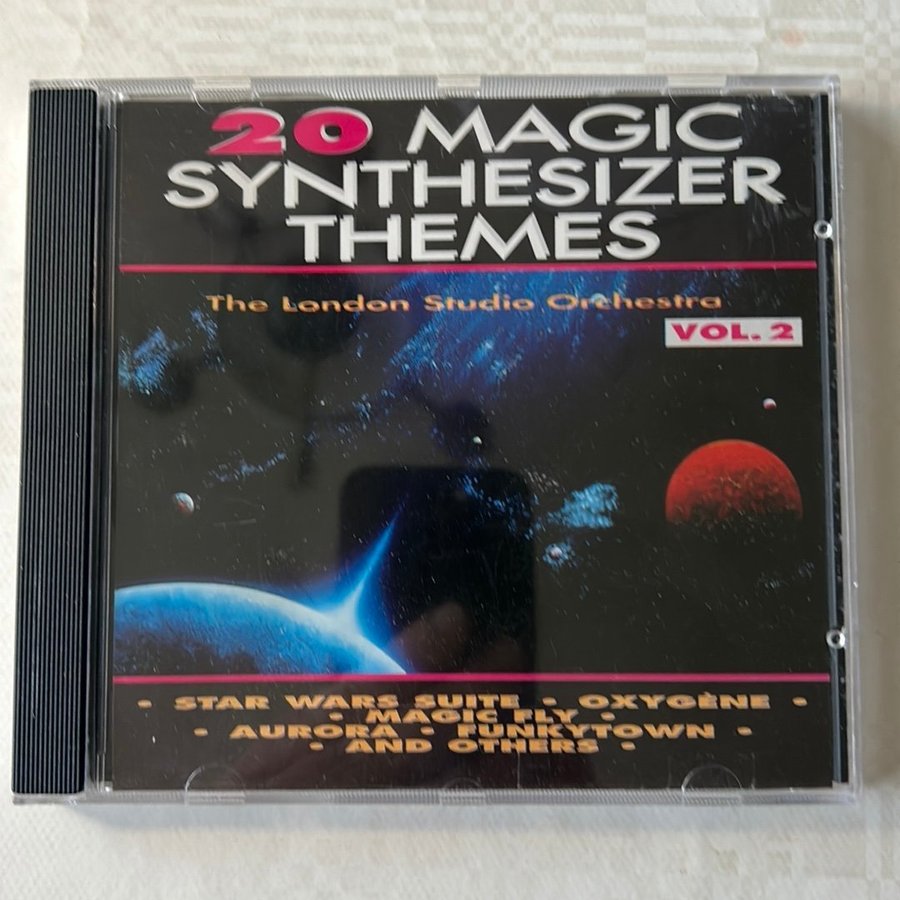 20 MAGIC
SYNTHESIZER
THEMES
The London Studio Orchestra
VOL. 2
· STAR WARS SUITE · OXYGÈNE ·
· MAGIC FLY ·
· AURORA · FUNKYTOWN ·
· AND OTHERS ·